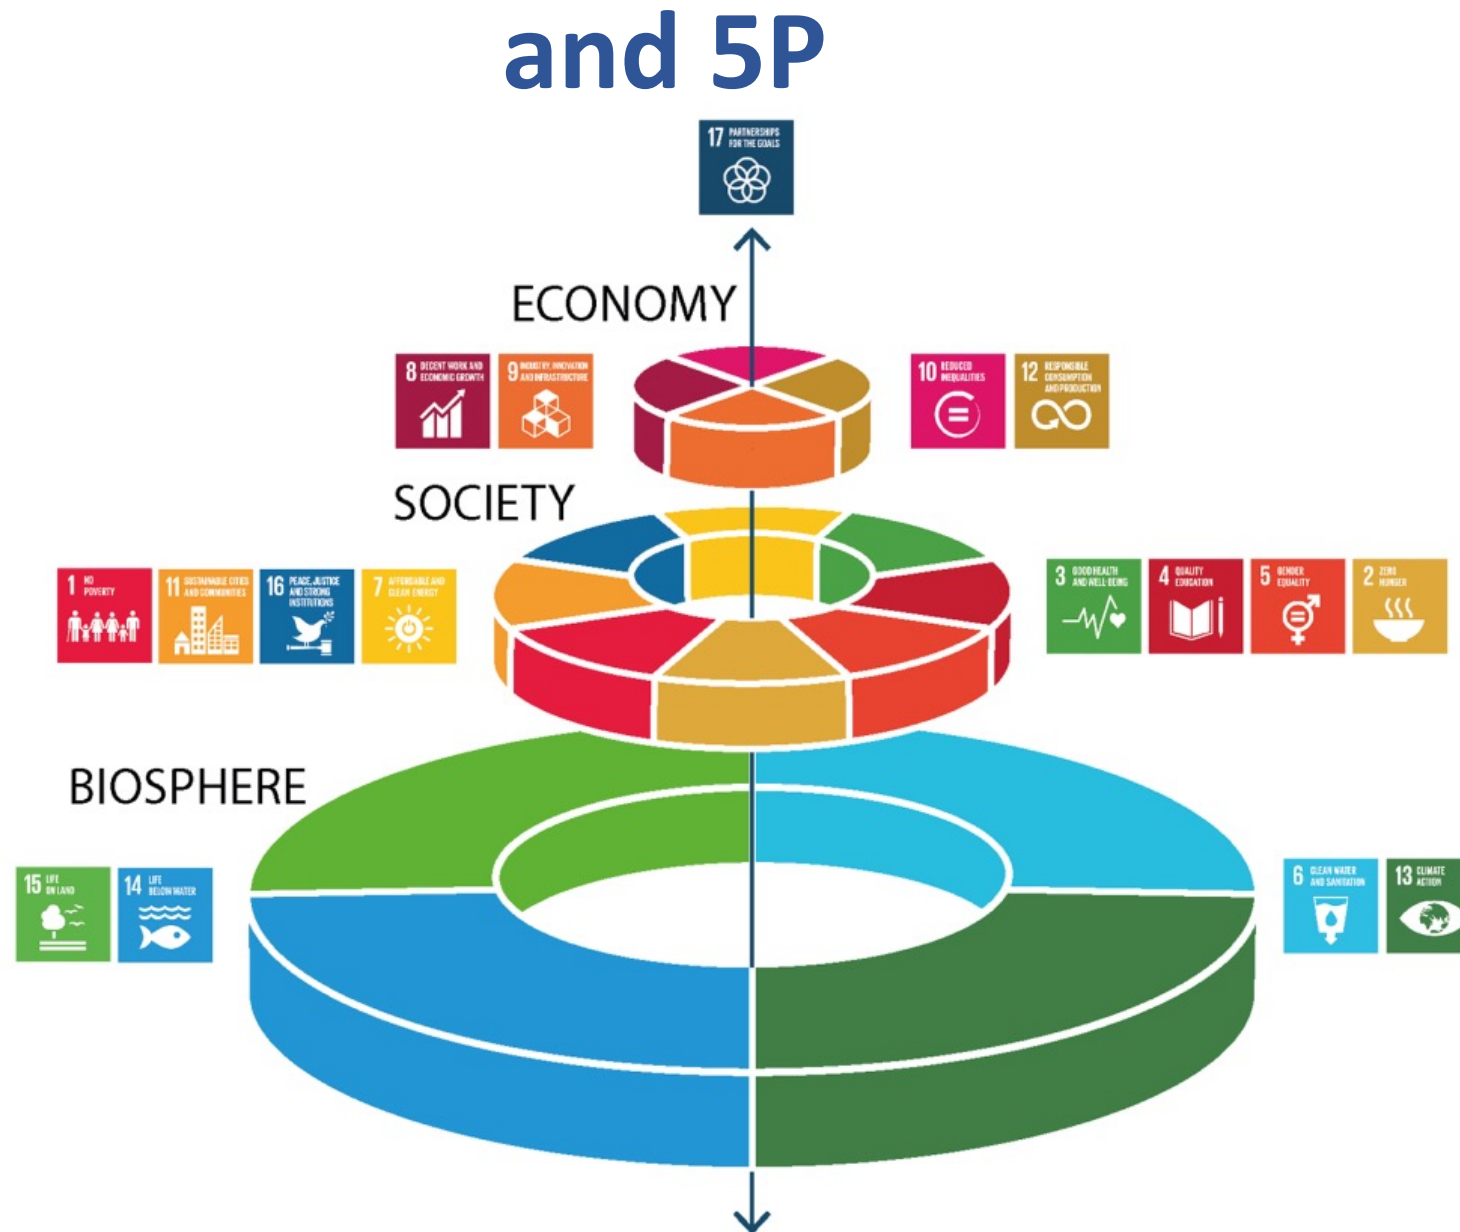 and 5P
17 PARTNERSHIPS
FOR THE GOALS
ECONOMY
8 DECENT WORK AND
ECONOMIC GROWTH
9 INDUSTRY, INNOVATION
AND INFRASTRUCTURE
10 REDUCED
INEQUALITIES
12 RESPONSIBLE
CONSUMPTION
AND PRODUCTION
SOCIETY
1 NO
POVERTY
11 SUSTAINABLE CITIES
AND COMMUNITIES
16 PEACE, JUSTICE
AND STRONG
INSTITUTIONS
7 AFFORDABLE AND
CLEAN ENERGY
3 GOOD HEALTH
AND WELL-BEING
4 QUALITY
EDUCATION
5 GENDER
EQUALITY
2 ZERO
HUNGER
BIOSPHERE
15 LIFE
ON LAND
14 LIFE
BELOW WATER
6 CLEAN WATER
AND SANITATION
13 CLIMATE
ACTION